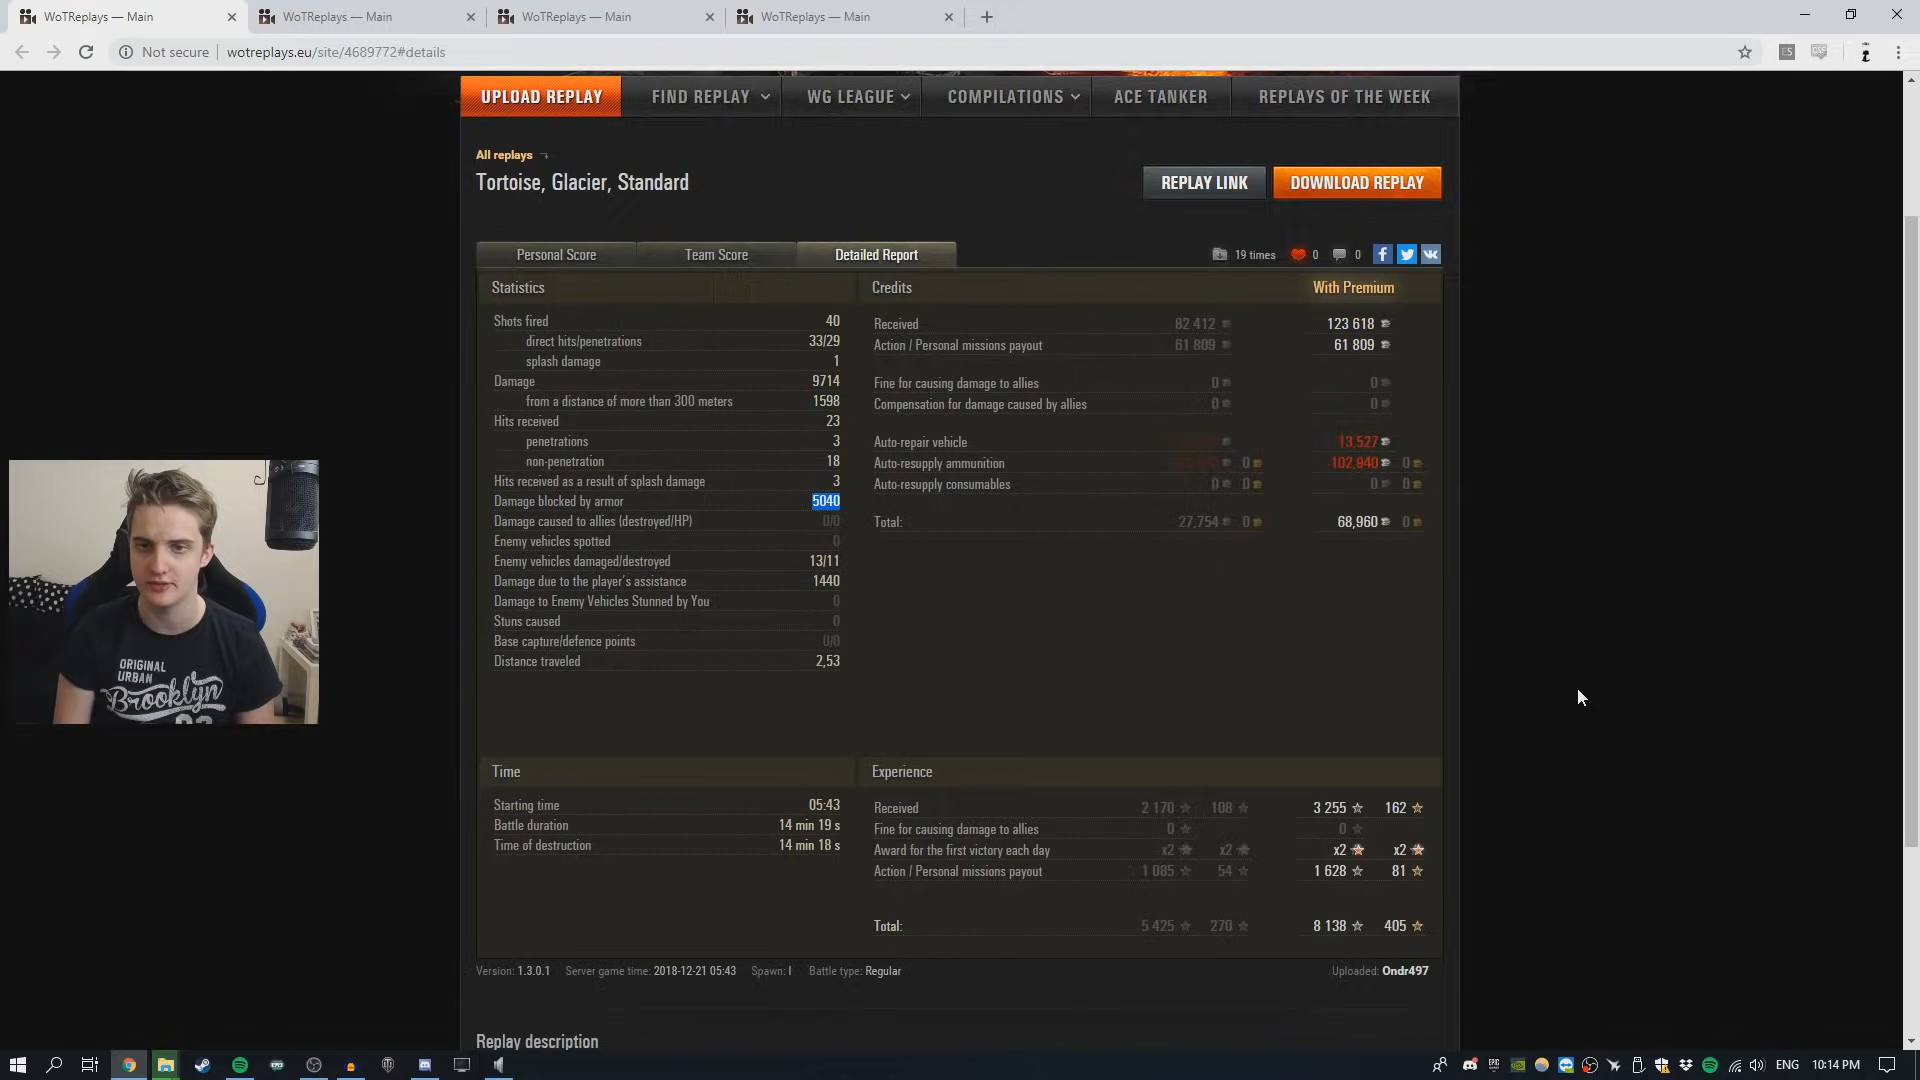 WoTReplays — Main
WoTReplays — Main
WoTReplays — Main
WoTReplays — Main
Not secure
wotreplays.eu/site/4689772#details
UPLOAD REPLAY
FIND REPLAY
WG LEAGUE
COMPILATIONS
ACE TANKER
REPLAYS OF THE WEEK
All replays
Tortoise, Glacier, Standard
REPLAY LINK
DOWNLOAD REPLAY
Personal Score
Team Score
Detailed Report
19 times
0
0
Statistics
Shots fired 40
direct hits/penetrations 33/29
splash damage 1
Damage 9714
from a distance of more than 300 meters 1598
Hits received 23
penetrations 3
non-penetration 18
Hits received as a result of splash damage 3
Damage blocked by armor 5040
Damage caused to allies (destroyed/HP) 0/0
Enemy vehicles spotted 0
Enemy vehicles damaged/destroyed 13/11
Damage due to the player's assistance 1440
Damage to Enemy Vehicles Stunned by You 0
Stuns caused 0
Base capture/defence points 0/0
Distance traveled 2,53
Credits With Premium
Received 82 412 123 618
Action / Personal missions payout 61 809 61 809
Fine for causing damage to allies 0 0
Compensation for damage caused by allies 0 0
Auto-repair vehicle 13,527
Auto-resupply ammunition 0 -102,940 0
Auto-resupply consumables 0 0 0 0
Total: 27,754 0 68,960 0
Time
Starting time 05:43
Battle duration 14 min 19 s
Time of destruction 14 min 18 s
Experience
Received 2 170 108 3 255 162
Fine for causing damage to allies 0 0
Award for the first victory each day x2 x2 x2 x2
Action / Personal missions payout 1 085 54 1 628 81
Total: 5 425 270 8 138 405
Version: 1.3.0.1 Server game time: 2018-12-21 05:43 Spawn: I Battle type: Regular
Uploaded: Ondr497
Replay description
ORIGINAL
URBAN
Brooklyn
ENG
10:14 PM